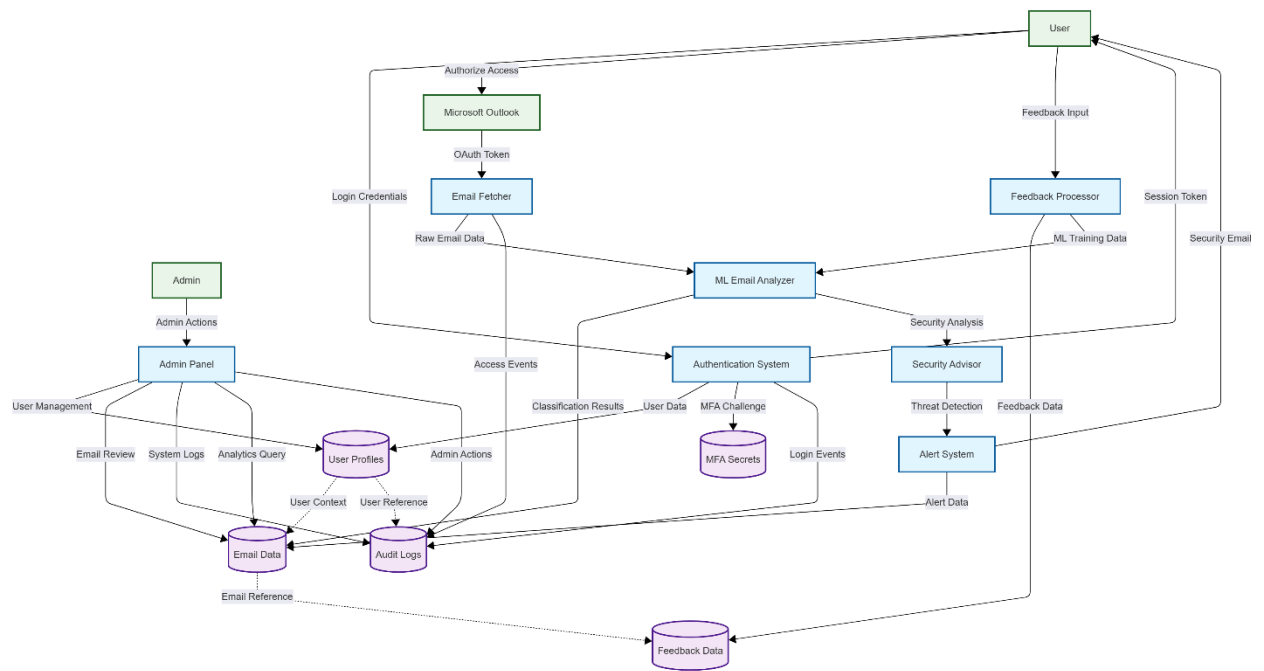 User
Authorize Access
Microsoft Outlook
Feedback Input
OAuth Token
Login Credentials
Email Fetcher
Feedback Processor
Session Token
Raw Email Data
ML Training Data
Security Email
Admin
ML Email Analyzer
Admin Actions
Security Analysis
Admin Panel
Access Events
Authentication System
Security Advisor
User Management
Classification Results
User Data
MFA Challenge
Threat Detection
Feedback Data
Email Review
System Logs
Analytics Query
User Profiles
Admin Actions
MFA Secrets
Login Events
Alert System
User Context
User Reference
Alert Data
Email Data
Audit Logs
Email Reference
Feedback Data